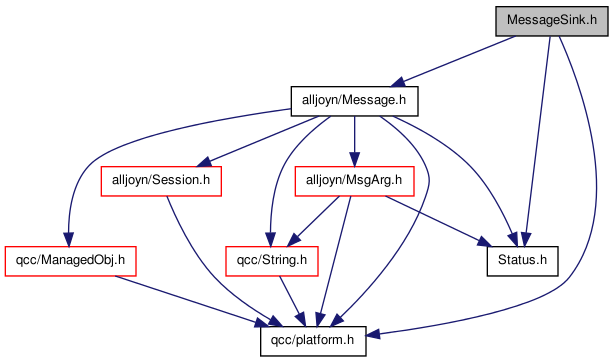 MessageSink.h
alljoyn/Message.h
alljoyn/Session.h
alljoyn/MsgArg.h
qcc/ManagedObj.h
qcc/String.h
Status.h
qcc/platform.h